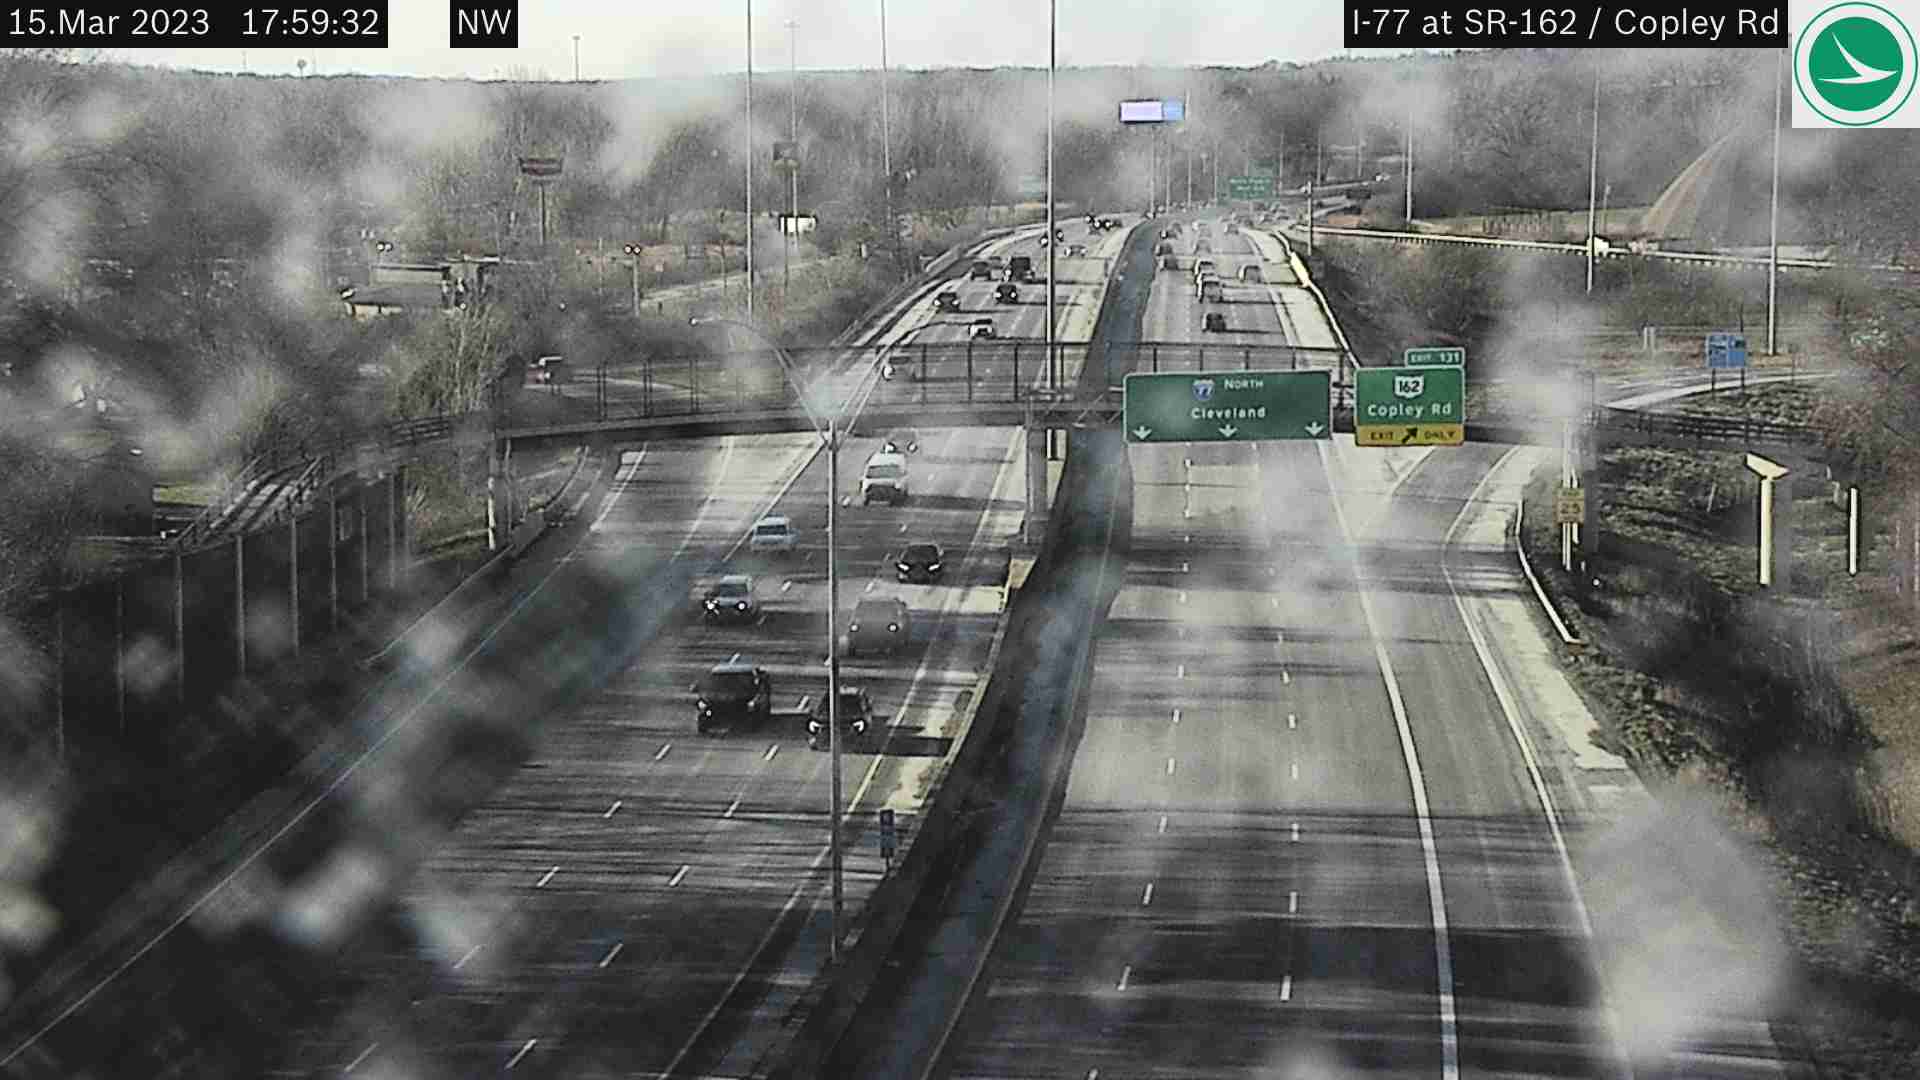 15.Mar 2023 17:59:32
NW
I-77 at SR-162 / Copley Rd
EXIT 131
77 NORTH
Cleveland
162
Copley Rd
EXIT ONLY
25